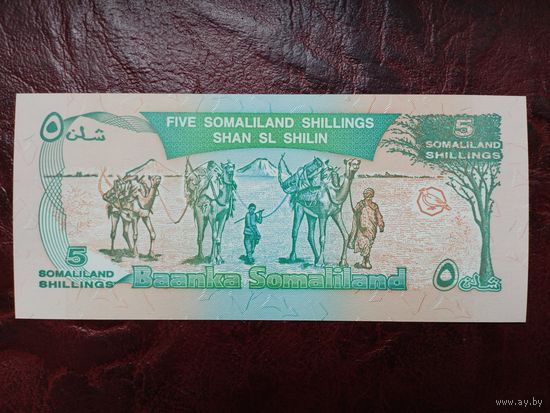 ٥ شلن
FIVE SOMALILAND SHILLINGS
SHAN SL SHILIN
5
SOMALILAND
SHILLINGS
5
SOMALILAND
SHILLINGS
Baanka Somaliland
٥ شلن
www.ay.by